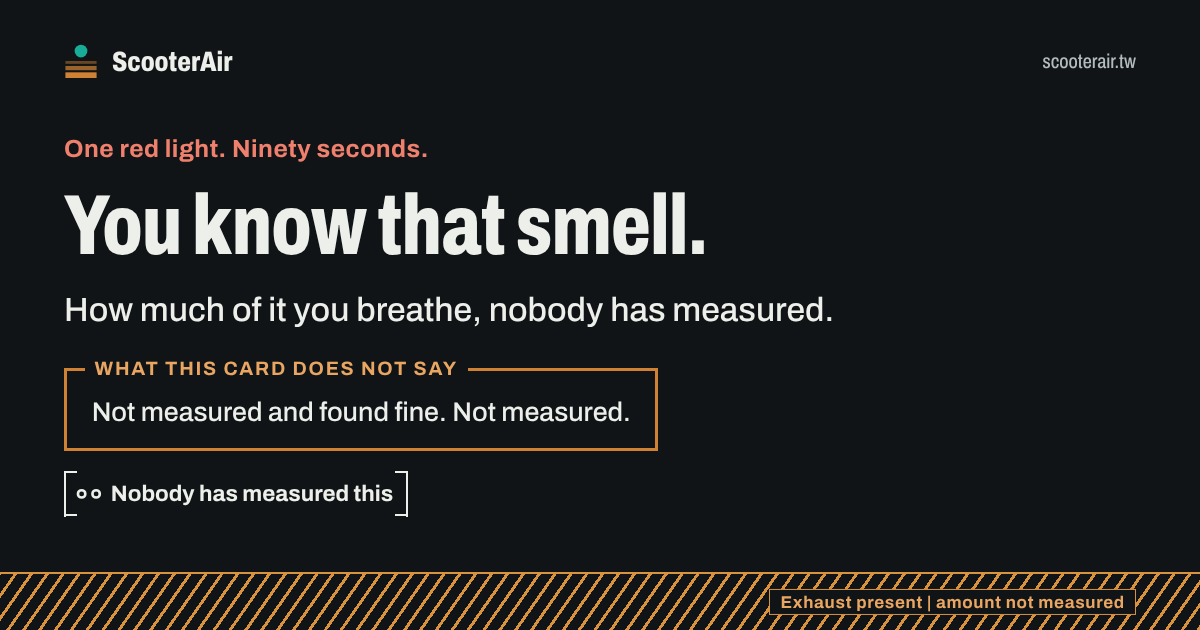 ScooterAir
scooterair.tw
One red light. Ninety seconds.
You know that smell.
How much of it you breathe, nobody has measured.
WHAT THIS CARD DOES NOT SAY
Not measured and found fine. Not measured.
Nobody has measured this
Exhaust present | amount not measured